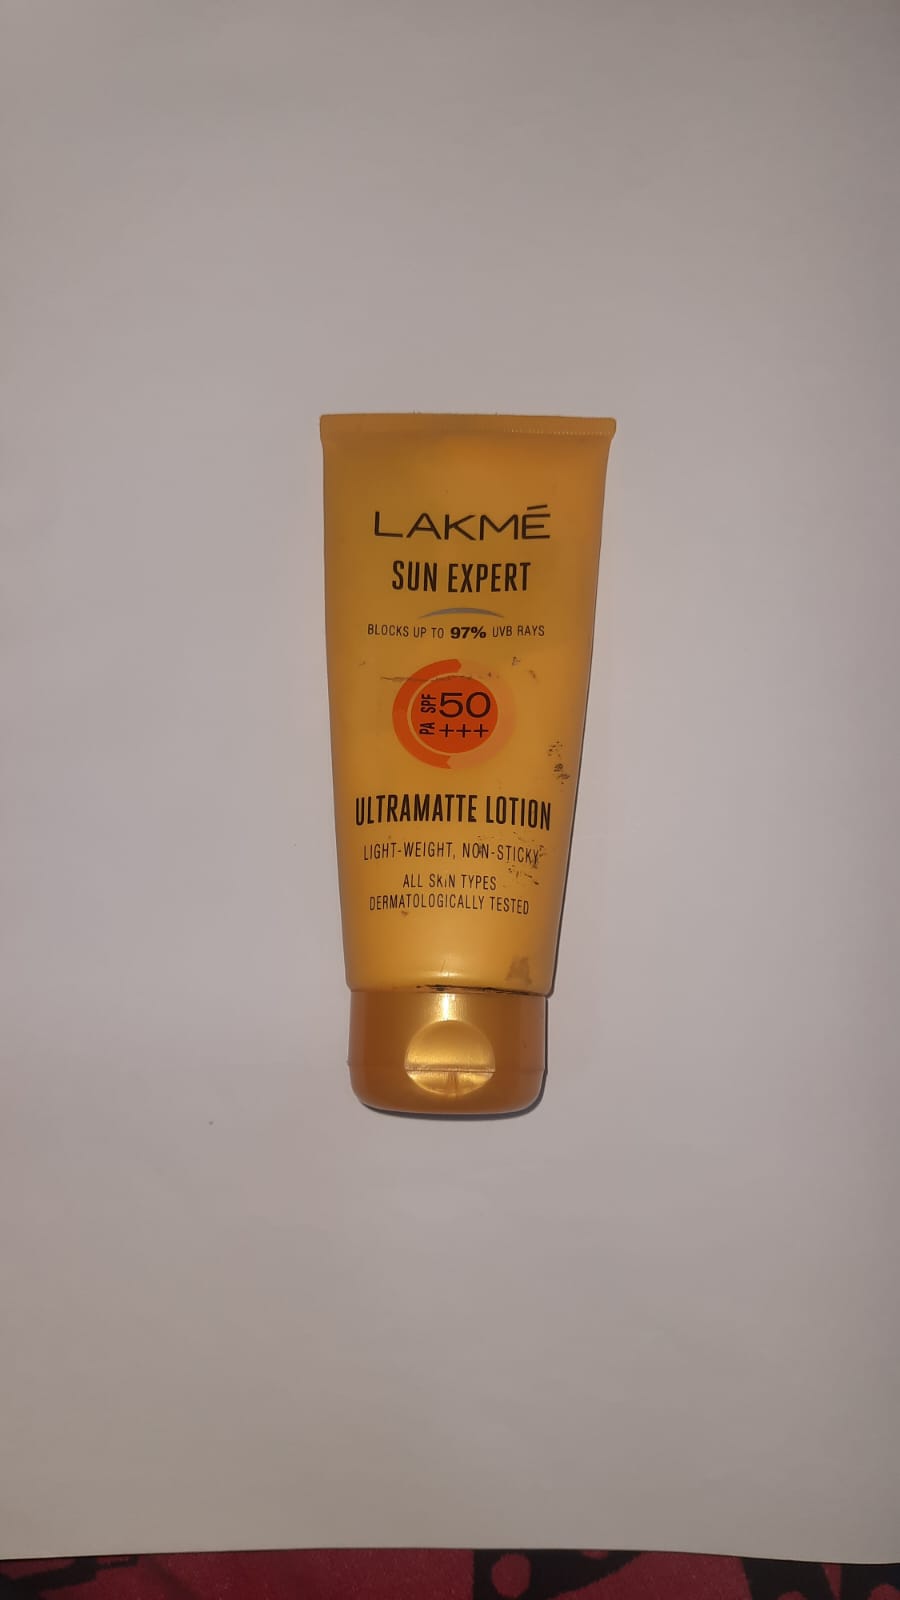 LAKMÉ
SUN EXPERT
BLOCKS UP TO 97% UVB RAYS
SPF 50
PA +++
ULTRAMATTE LOTION
LIGHT-WEIGHT, NON-STICKY
ALL SKIN TYPES
DERMATOLOGICALLY TESTED